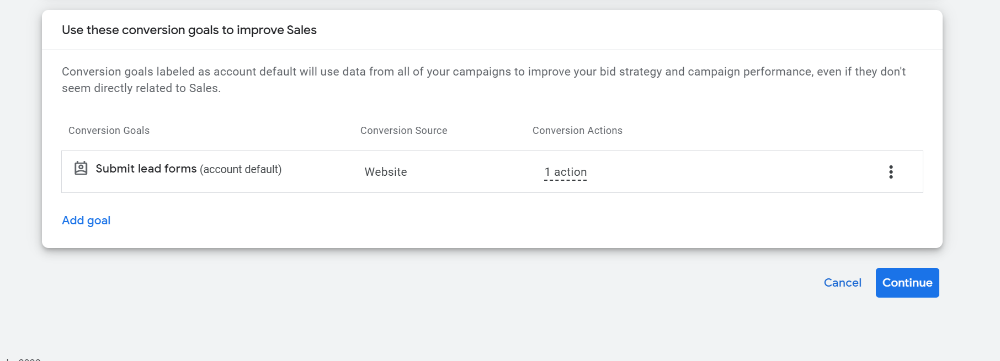 Use these conversion goals to improve Sales
Conversion goals labeled as account default will use data from all of your campaigns to improve your bid strategy and campaign performance, even if they don't
seem directly related to Sales.
Conversion Goals Conversion Source Conversion Actions
Submit lead forms (account default) Website 1 action
Add goal
Cancel Continue